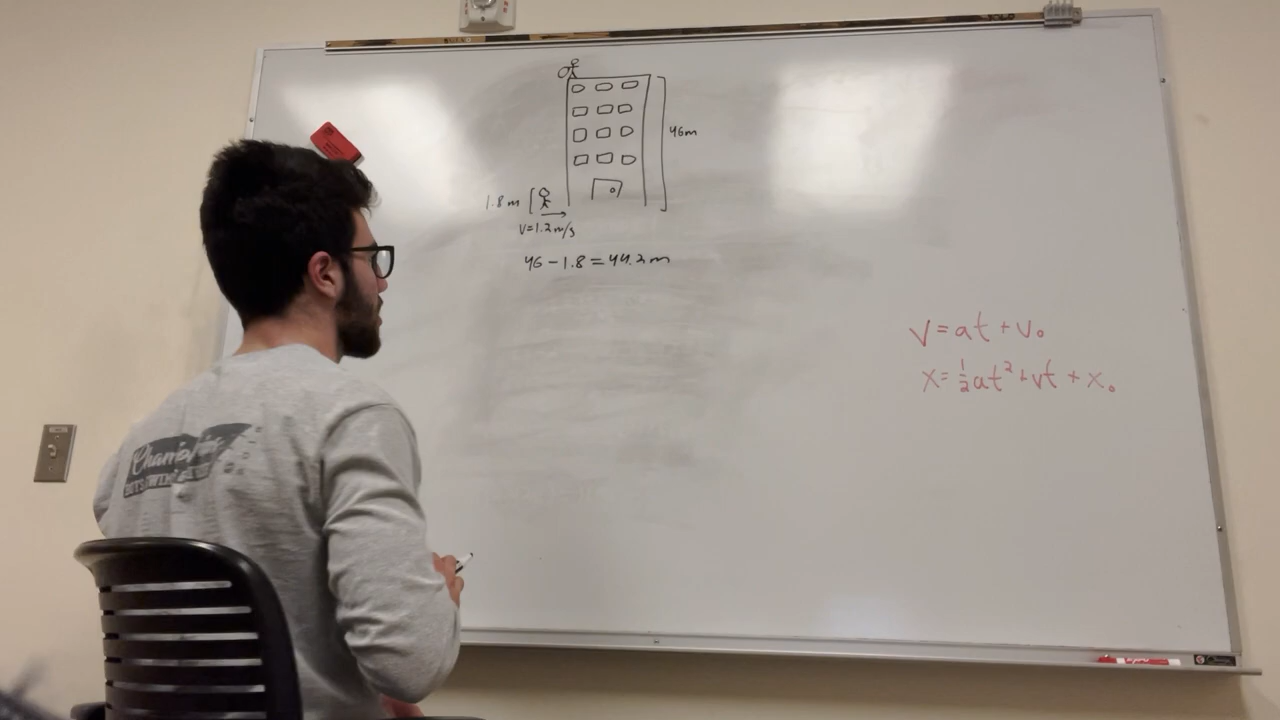 46m
1.8m
V=1.2m/s
46-1.8=44.2m
V=at+v₀
X=½at²+vt+x₀